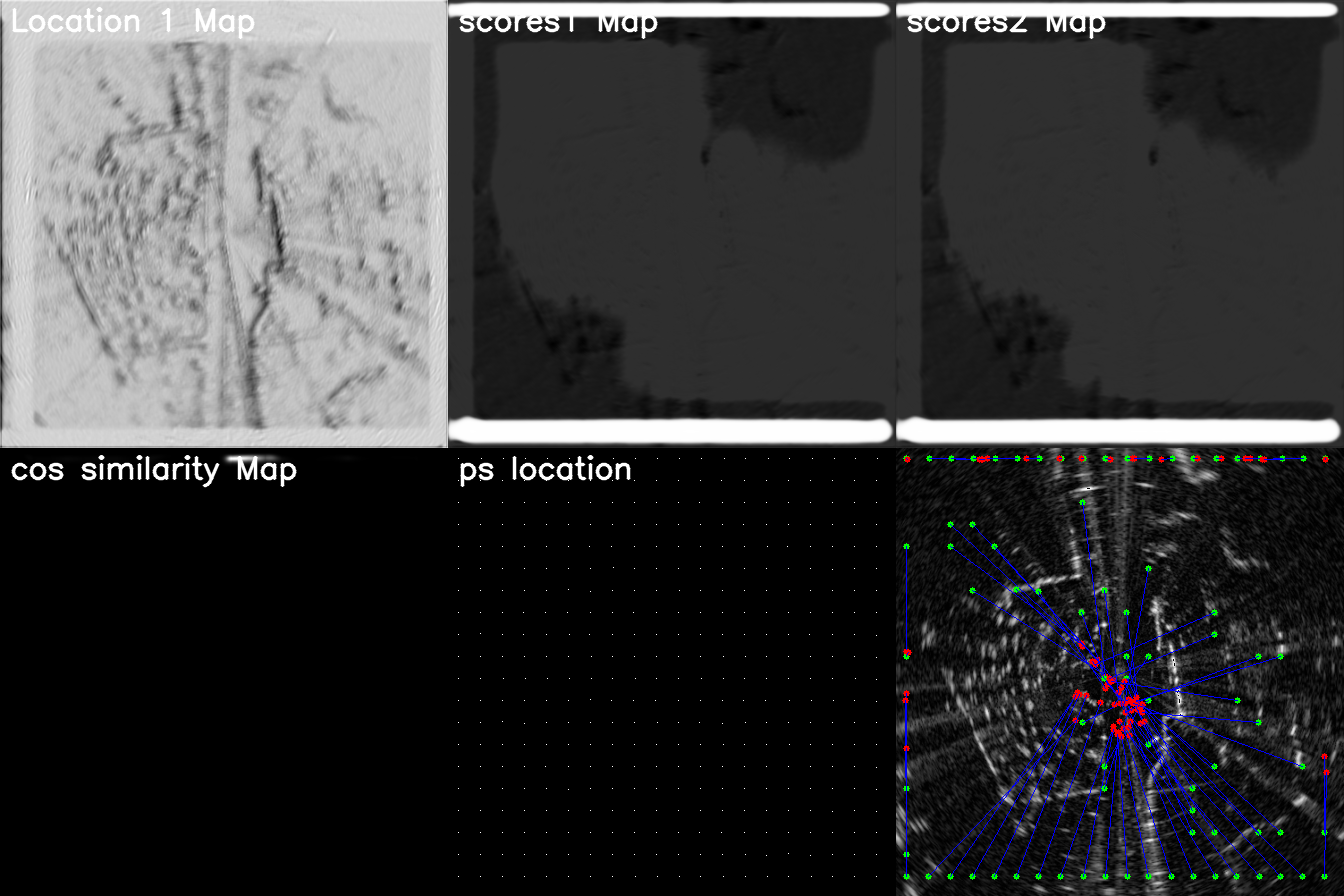 Location 1 Map
scores1 Map
scores2 Map
cos similarity Map
ps location